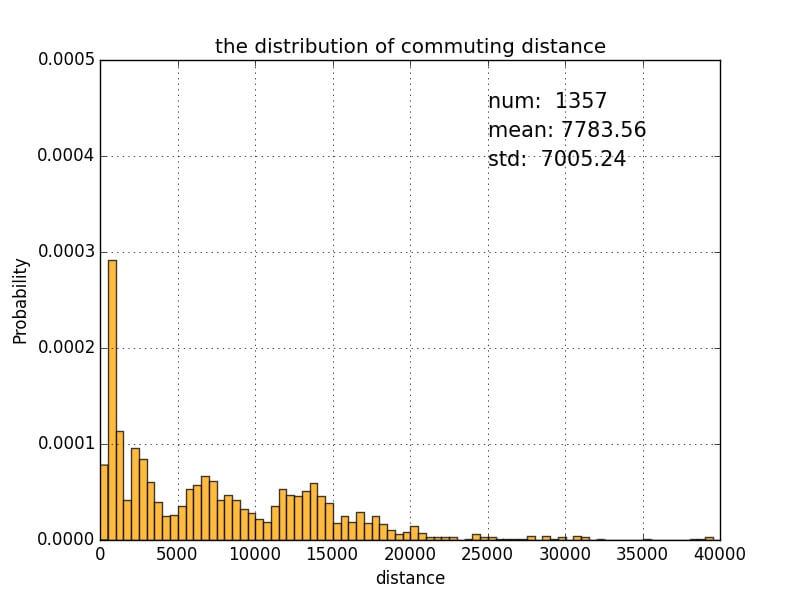 the distribution of commuting distance
0.0005
num: 1357
mean: 7783.56
0.0004
std: 7005.24
0.0003
Probability
0.0002
0.0001
0.0000
0 5000 10000 15000 20000 25000 30000 35000 40000
distance